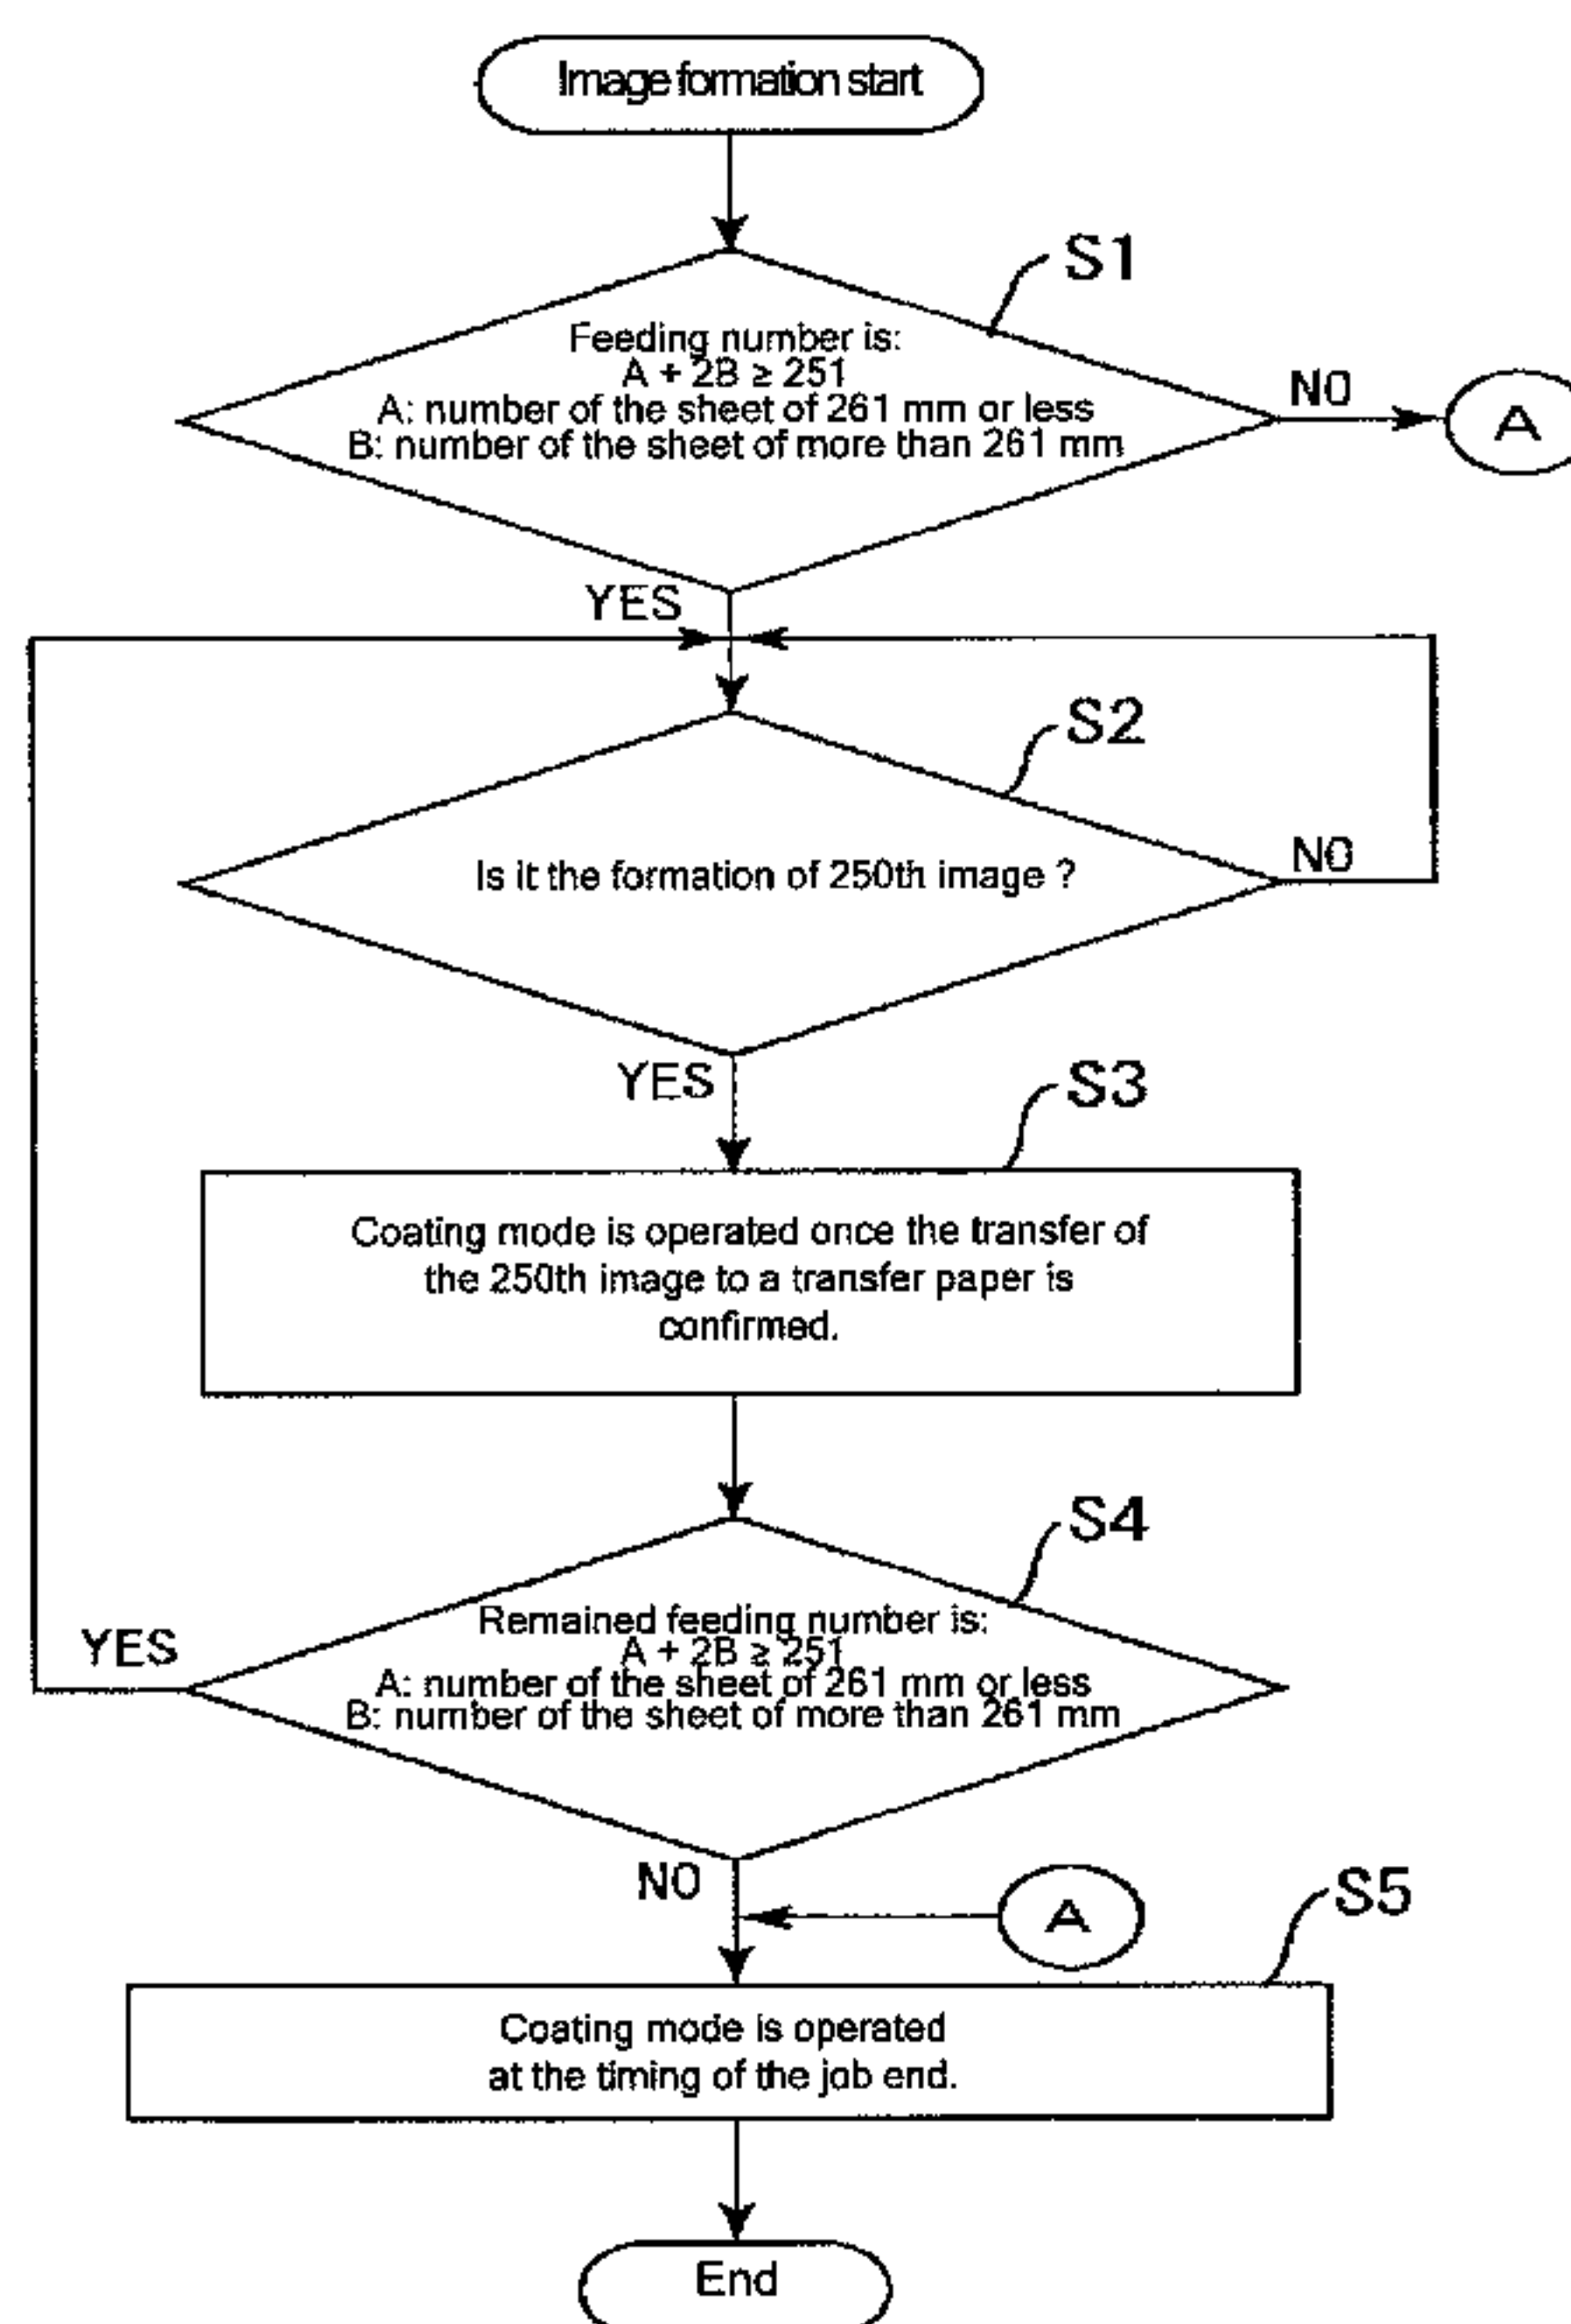 Image formation start
S1
Feeding number is:
A + 2B ≥ 251
A: number of the sheet of 261 mm or less
B: number of the sheet of more than 261 mm
NO
A
YES
S2
Is it the formation of 250th image ?
NO
YES
S3
Coating mode is operated once the transfer of
the 250th image to a transfer paper is
confirmed.
S4
Remained feeding number is:
A + 2B ≥ 251
A: number of the sheet of 261 mm or less
B: number of the sheet of more than 261 mm
YES
NO
A
S5
Coating mode is operated
at the timing of the job end.
End